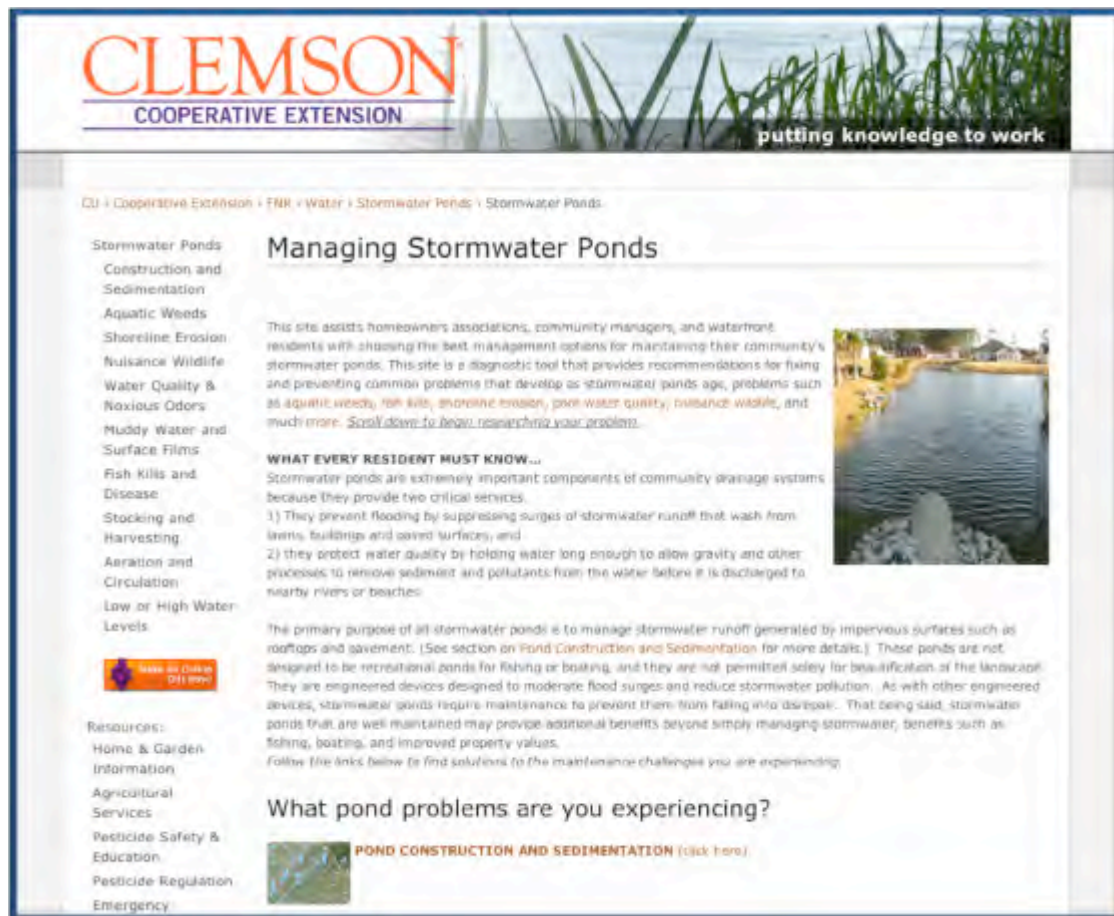 CLEMSON
COOPERATIVE EXTENSION
putting knowledge to work
CU › Cooperative Extension › FNR › Water › Stormwater Ponds › Stormwater Ponds
Stormwater Ponds
Construction and
Sedimentation
Aquatic Weeds
Shoreline Erosion
Nuisance Wildlife
Water Quality &
Noxious Odors
Muddy Water and
Surface Films
Fish Kills and
Disease
Stocking and
Harvesting
Aeration and
Circulation
Low or High Water
Levels
Make an Online
Resources:
Home & Garden
Information
Agricultural
Services
Pesticide Safety &
Education
Pesticide Regulation
Emergency
Managing Stormwater Ponds
This site assists homeowners associations, community managers, and waterfront
residents with choosing the best management options for maintaining their community's
stormwater ponds. This site is a diagnostic tool that provides recommendations for fixing
and preventing common problems that develop as stormwater ponds age, problems such
as aquatic weeds, fish kills, shoreline erosion, poor water quality, nuisance wildlife, and
much more. Scroll down to begin researching your problem.
WHAT EVERY RESIDENT MUST KNOW...
Stormwater ponds are extremely important components of community drainage systems
because they provide two critical services.
1) They prevent flooding by suppressing surges of stormwater runoff that wash from
lawns, buildings and paved surfaces, and
2) they protect water quality by holding water long enough to allow gravity and other
processes to remove sediment and pollutants from the water before it is discharged to
nearby rivers or beaches.
The primary purpose of all stormwater ponds is to manage stormwater runoff generated by impervious surfaces such as
rooftops and pavement. (See section on Pond Construction and Sedimentation for more details.) These ponds are not
designed to be recreational ponds for fishing or boating, and they are not permitted solely for beautification of the landscape.
They are engineered devices designed to moderate flood surges and reduce stormwater pollution. As with other engineered
devices, stormwater ponds require maintenance to prevent them from falling into disrepair. That being said, stormwater
ponds that are well maintained may provide additional benefits beyond simply managing stormwater, benefits such as
fishing, boating, and improved property values.
Follow the links below to find solutions to the maintenance challenges you are experiencing.
What pond problems are you experiencing?
POND CONSTRUCTION AND SEDIMENTATION (click here)